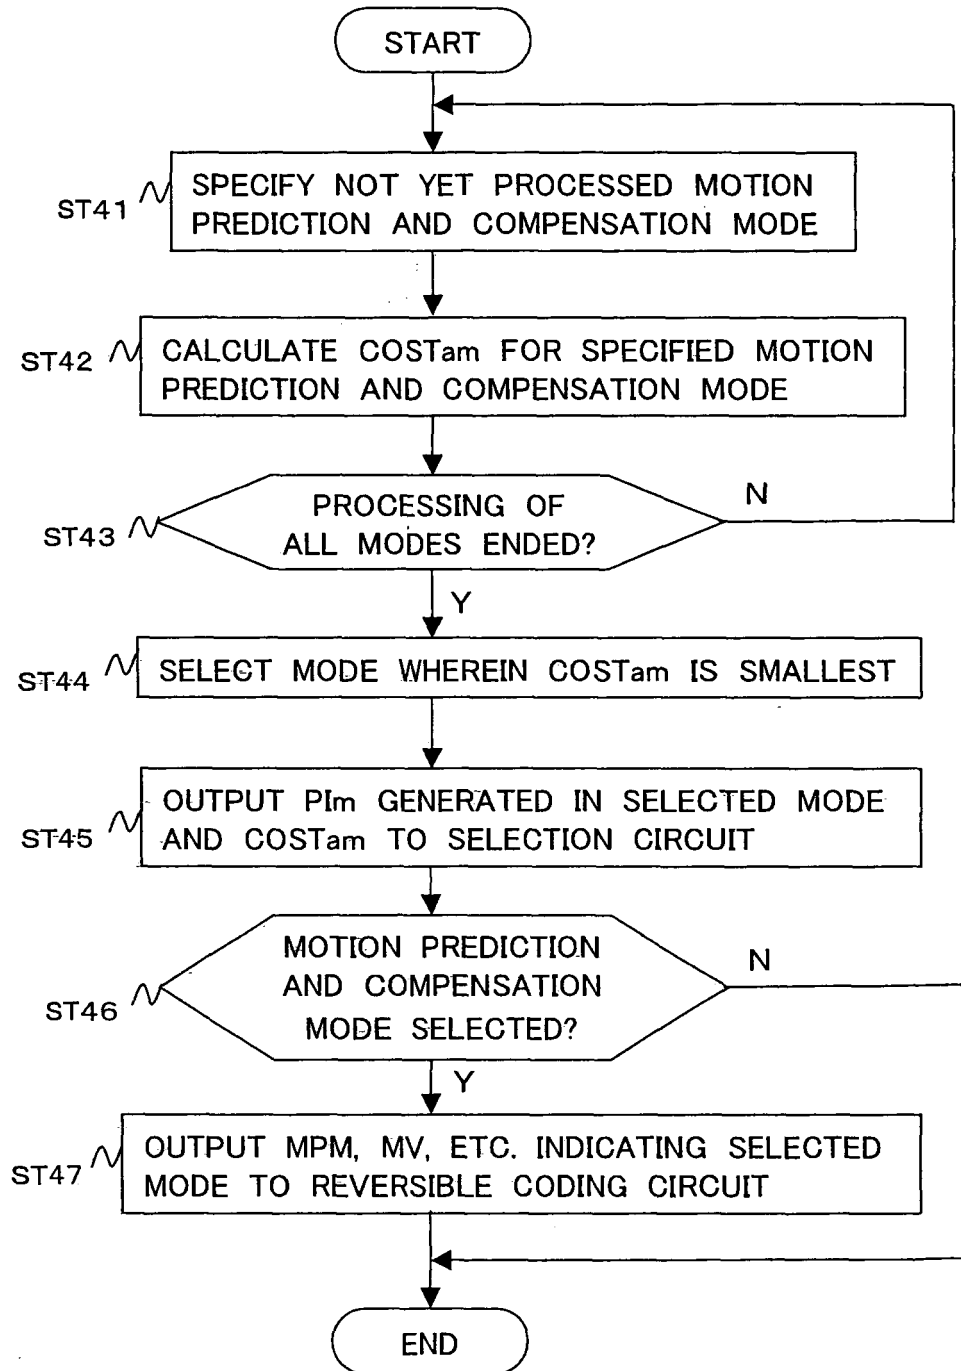 START
ST41
SPECIFY NOT YET PROCESSED MOTION
PREDICTION AND COMPENSATION MODE
ST42
CALCULATE COSTam FOR SPECIFIED MOTION
PREDICTION AND COMPENSATION MODE
ST43
PROCESSING OF
ALL MODES ENDED?
N
Y
ST44
SELECT MODE WHEREIN COSTam IS SMALLEST
ST45
OUTPUT PIm GENERATED IN SELECTED MODE
AND COSTam TO SELECTION CIRCUIT
ST46
MOTION PREDICTION
AND COMPENSATION
MODE SELECTED?
N
Y
ST47
OUTPUT MPM, MV, ETC. INDICATING SELECTED
MODE TO REVERSIBLE CODING CIRCUIT
END